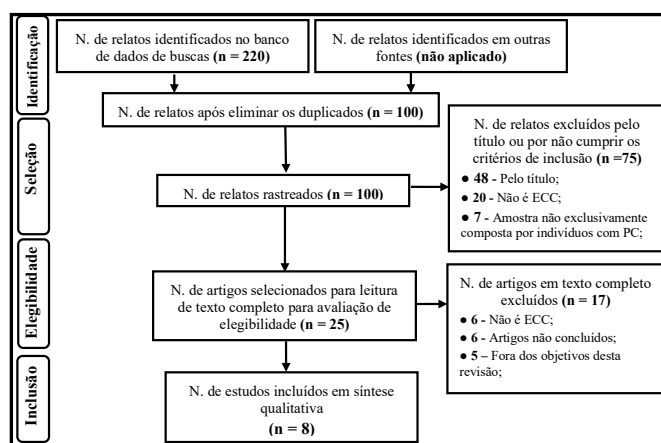 Identificação
N. de relatos identificados no banco
de dados de buscas (n = 220)
N. de relatos identificados em outras
fontes (não aplicado)
N. de relatos após eliminar os duplicados (n = 100)
Seleção
N. de relatos rastreados (n = 100)
N. de relatos excluídos pelo
título ou por não cumprir os
critérios de inclusão (n =75)
● 48 - Pelo título;
● 20 - Não é ECC;
● 7 - Amostra não exclusivamente
composta por indivíduos com PC;
Elegibilidade
N. de artigos selecionados para leitura
de texto completo para avaliação de
elegibilidade (n = 25)
N. de artigos em texto completo
excluídos (n = 17)
● 6 - Não é ECC;
● 6 - Artigos não concluídos;
● 5 – Fora dos objetivos desta
revisão;
Inclusão
N. de estudos incluídos em síntese
qualitativa
(n = 8)